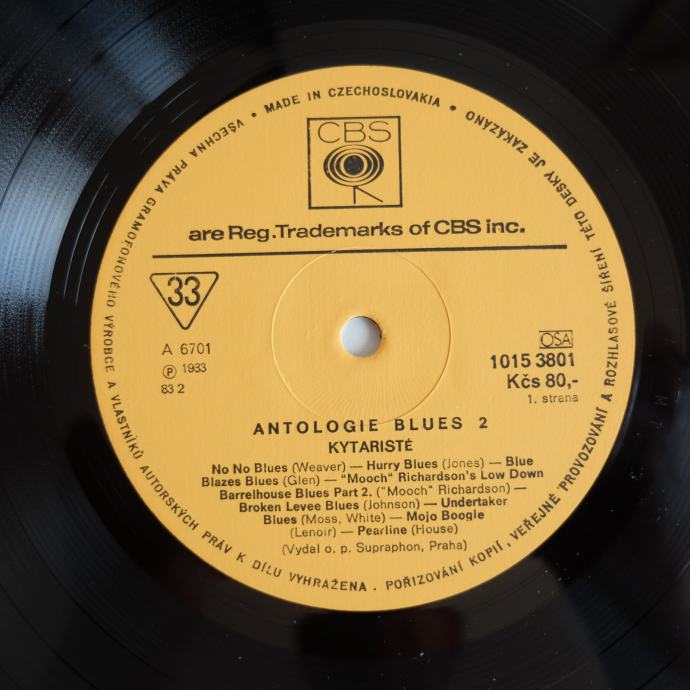 VŠECHNA PRÁVA GRAMOFONOVÉHO VÝROBCE A VLASTNÍKŮ AUTORSKÝCH PRÁV K DÍLU VYHRAŽENA . POŘIZOVÁNÍ KOPIÍ , VEŘEJNÉ PROVOZOVÁNÍ A ROZHLASOVÉ ŠÍŘENÍ TÉTO DESKY JE ZAKÁZÁNO
• MADE IN CZECHOSLOVAKIA •
CBS
are Reg.Trademarks of CBS inc.
33
A 6701
Ⓟ 1933
83 2
OSA
1015 3801
Kčs 80,-
1. strana
ANTOLOGIE BLUES 2
KYTARISTÉ
No No Blues (Weaver) — Hurry Blues (Jones) — Blue
Blazes Blues (Glen) — "Mooch" Richardson's Low Down
Barrelhouse Blues Part 2. ("Mooch" Richardson) —
Broken Levee Blues (Johnson) — Undertaker
Blues (Moss, White) — Mojo Boogie
(Lenoir) — Pearline (House)
(Vydal o. p. Supraphon, Praha)